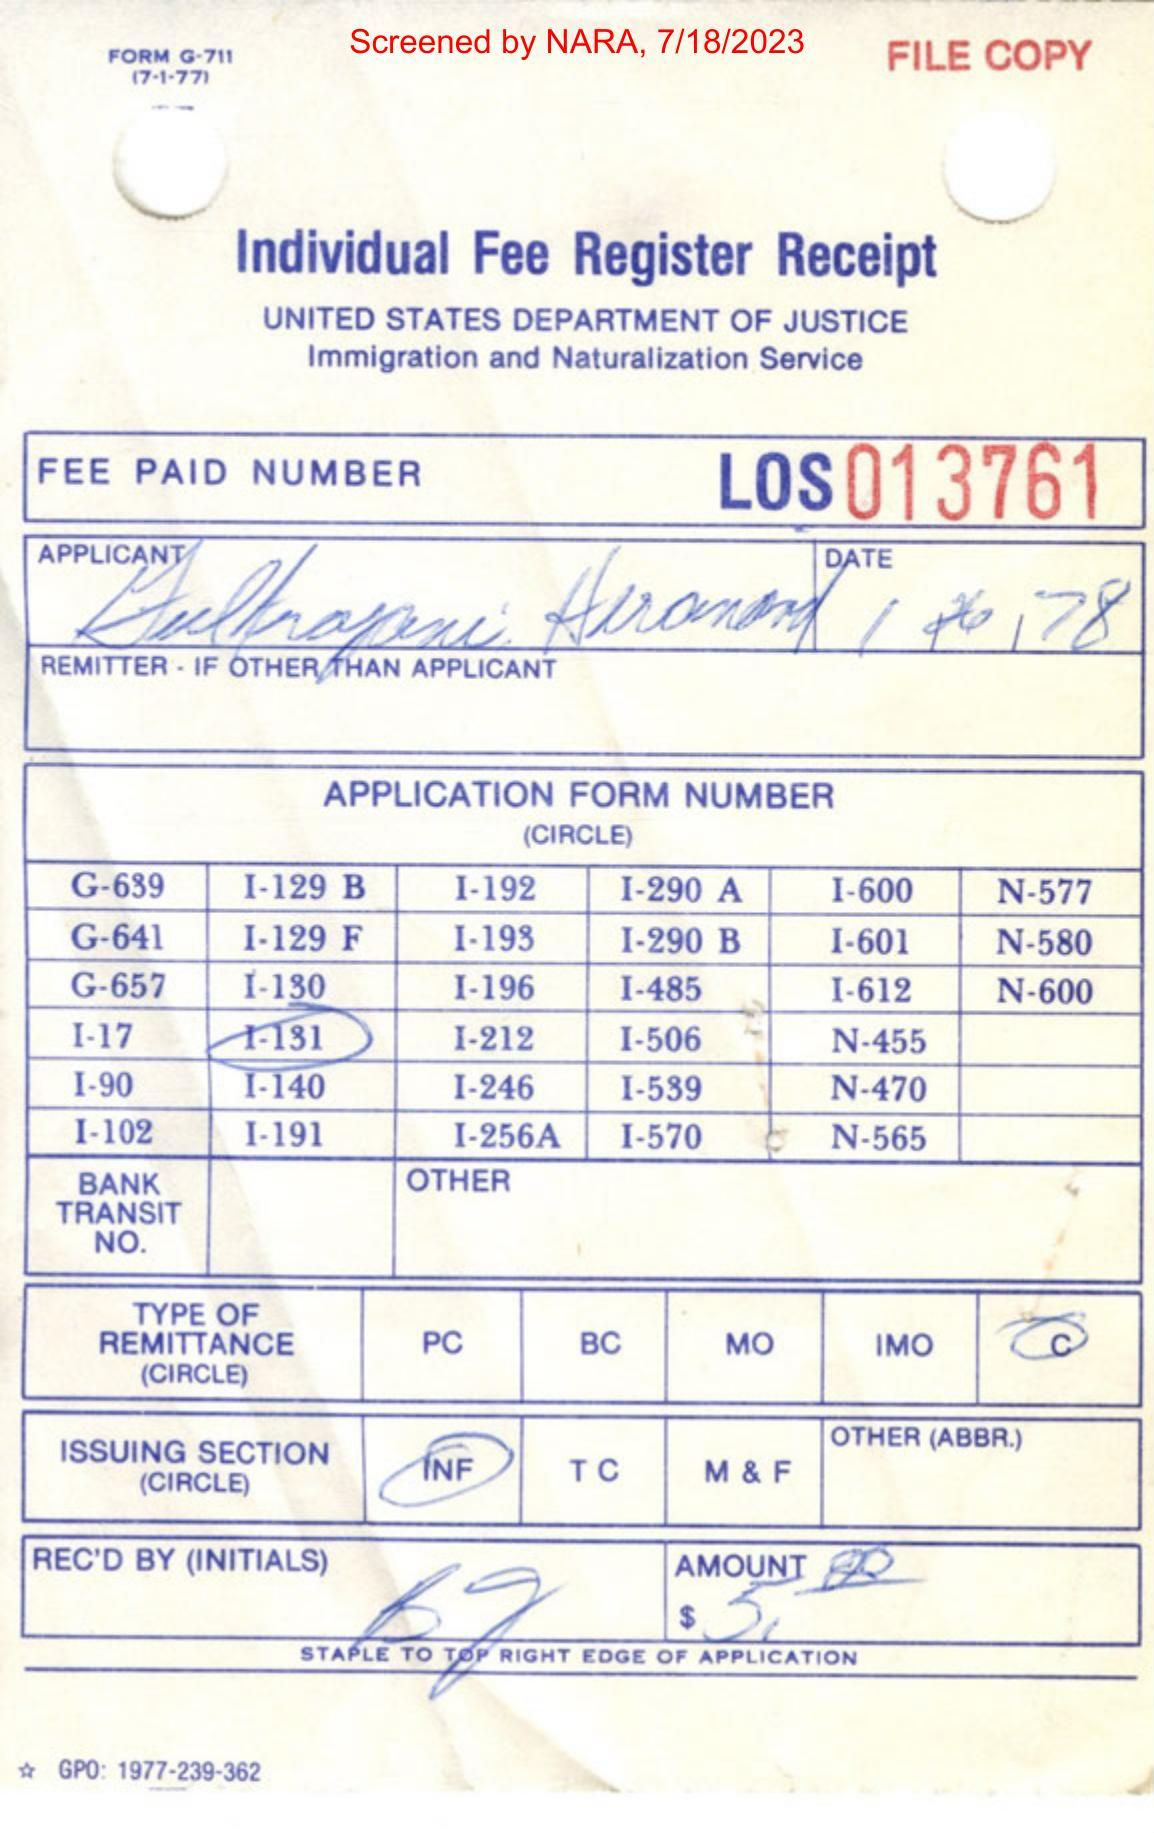 Screened by NARA, 7/18/2023
FORM G-711
(7-1-77)
FILE COPY
Individual Fee Register Receipt
UNITED STATES DEPARTMENT OF JUSTICE
Immigration and Naturalization Service
FEE PAID NUMBER LOS 013761
APPLICANT DATE
Hiranand 1 78
REMITTER - IF OTHER THAN APPLICANT
APPLICATION FORM NUMBER
(CIRCLE)
G-639 I-129 B I-192 I-290 A I-600 N-577
G-641 I-129 F I-193 I-290 B I-601 N-580
G-657 I-130 I-196 I-485 I-612 N-600
I-17 I-131 I-212 I-506 N-455
I-90 I-140 I-246 I-539 N-470
I-102 I-191 I-256A I-570 N-565
BANK TRANSIT NO. OTHER
TYPE OF REMITTANCE (CIRCLE) PC BC MO IMO C
ISSUING SECTION (CIRCLE) INF T C M & F OTHER (ABBR.)
REC'D BY (INITIALS) AMOUNT
$ 5.00
STAPLE TO TOP RIGHT EDGE OF APPLICATION
☆ GPO: 1977-239-362